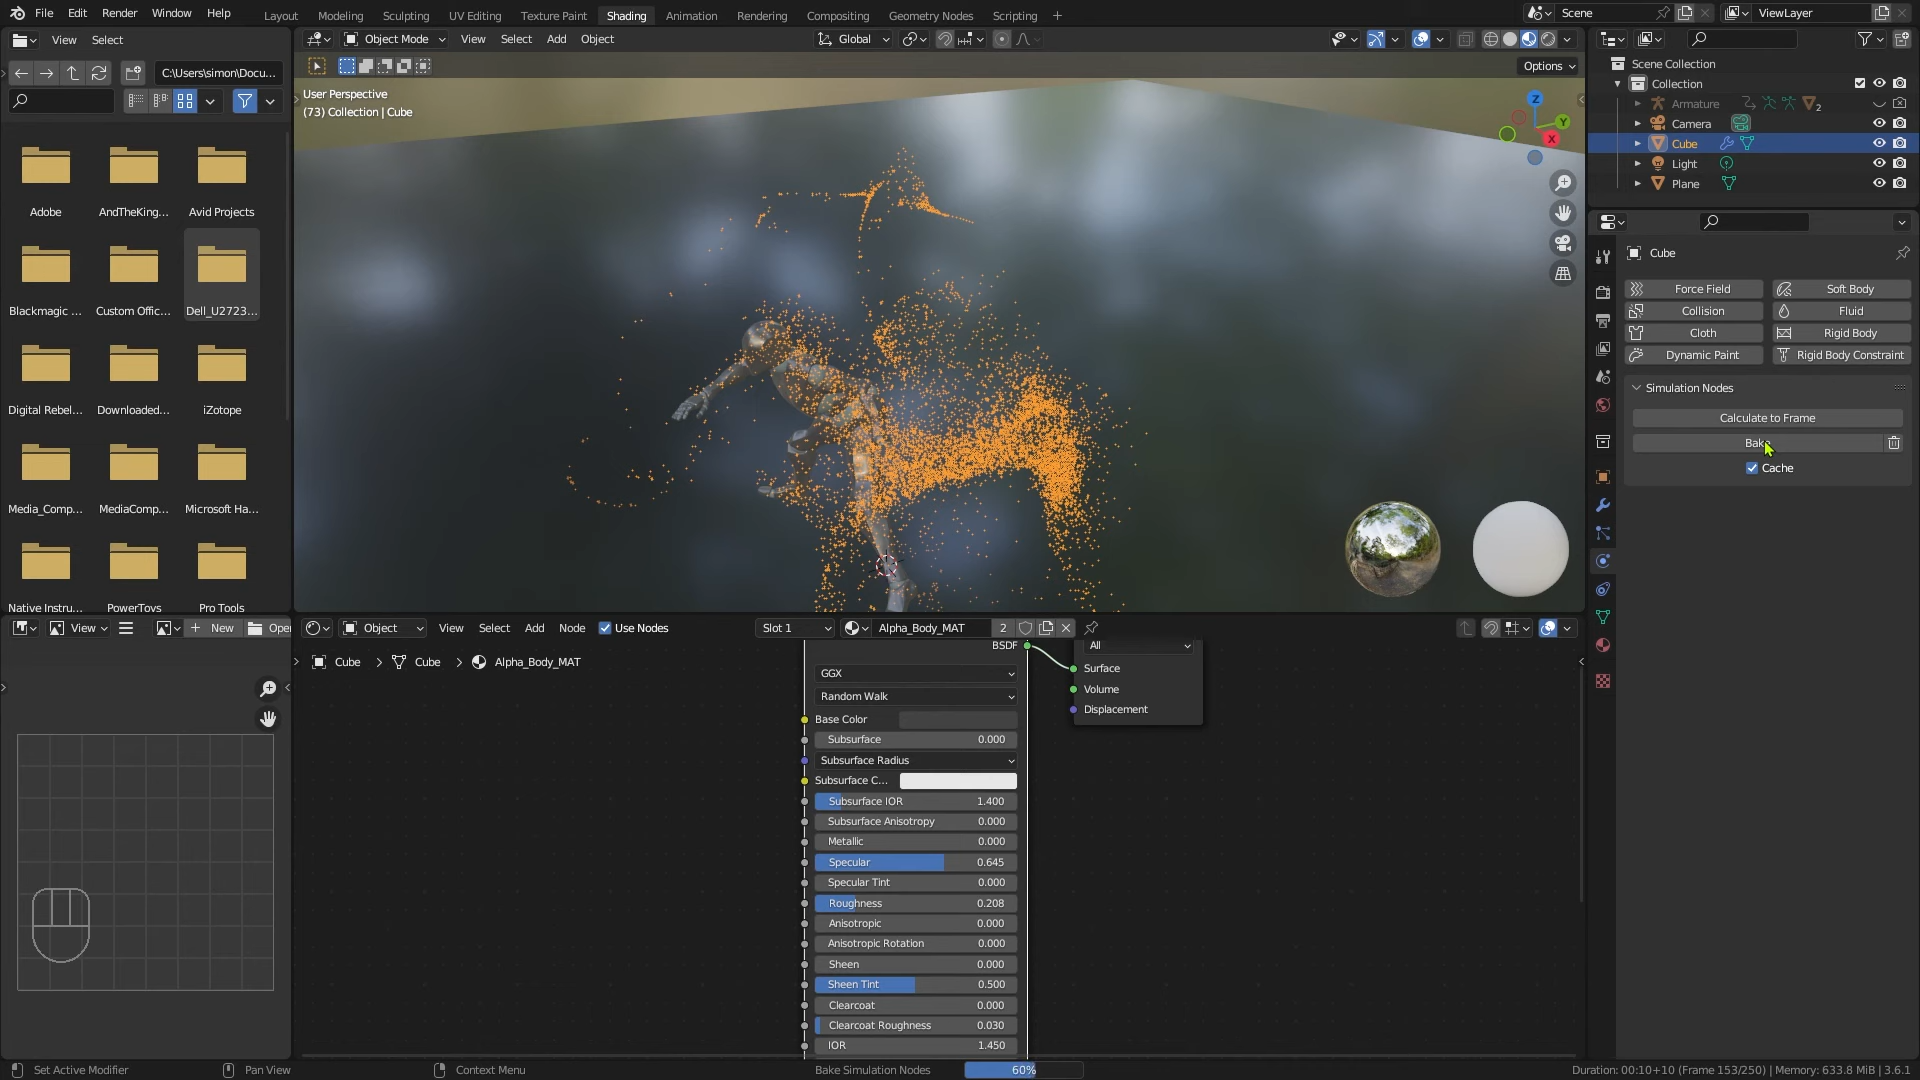 File Edit Render Window Help
Layout Modeling Sculpting UV Editing Texture Paint Shading Animation Rendering Compositing Geometry Nodes Scripting
Scene
ViewLayer
View Select
Object Mode View Select Add Object
Global
C:\Users\simon\Docu...
Options
User Perspective
(73) Collection | Cube
Z
Y
X
Adobe AndTheKing... Avid Projects
Blackmagic ... Custom Offic... Dell_U2723...
Digital Rebel... Downloaded... iZotope
Media_Comp... MediaComp... Microsoft Ha...
Native Instru... PowerToys Pro Tools
Scene Collection
Collection
Armature 2
Camera
Cube
Light
Plane
Cube
Force Field Soft Body
Collision Fluid
Cloth Rigid Body
Dynamic Paint Rigid Body Constraint
Simulation Nodes
Calculate to Frame
Cache
View New Open
Object View Select Add Node Use Nodes
Slot 1
Alpha_Body_MAT 2
Cube > Cube > Alpha_Body_MAT
BSDF
GGX
Random Walk
Base Color
Subsurface 0.000
Subsurface Radius
Subsurface C...
Subsurface IOR 1.400
Subsurface Anisotropy 0.000
Metallic 0.000
Specular 0.645
Specular Tint 0.000
Roughness 0.208
Anisotropic 0.000
Anisotropic Rotation 0.000
Sheen 0.000
Sheen Tint 0.500
Clearcoat 0.000
Clearcoat Roughness 0.030
IOR 1.450
All
Surface
Volume
Displacement
Set Active Modifier Pan View Context Menu
Bake Simulation Nodes 60%
Duration: 00:10+10 (Frame 153/250) | Memory: 633.8 MiB | 3.6.1